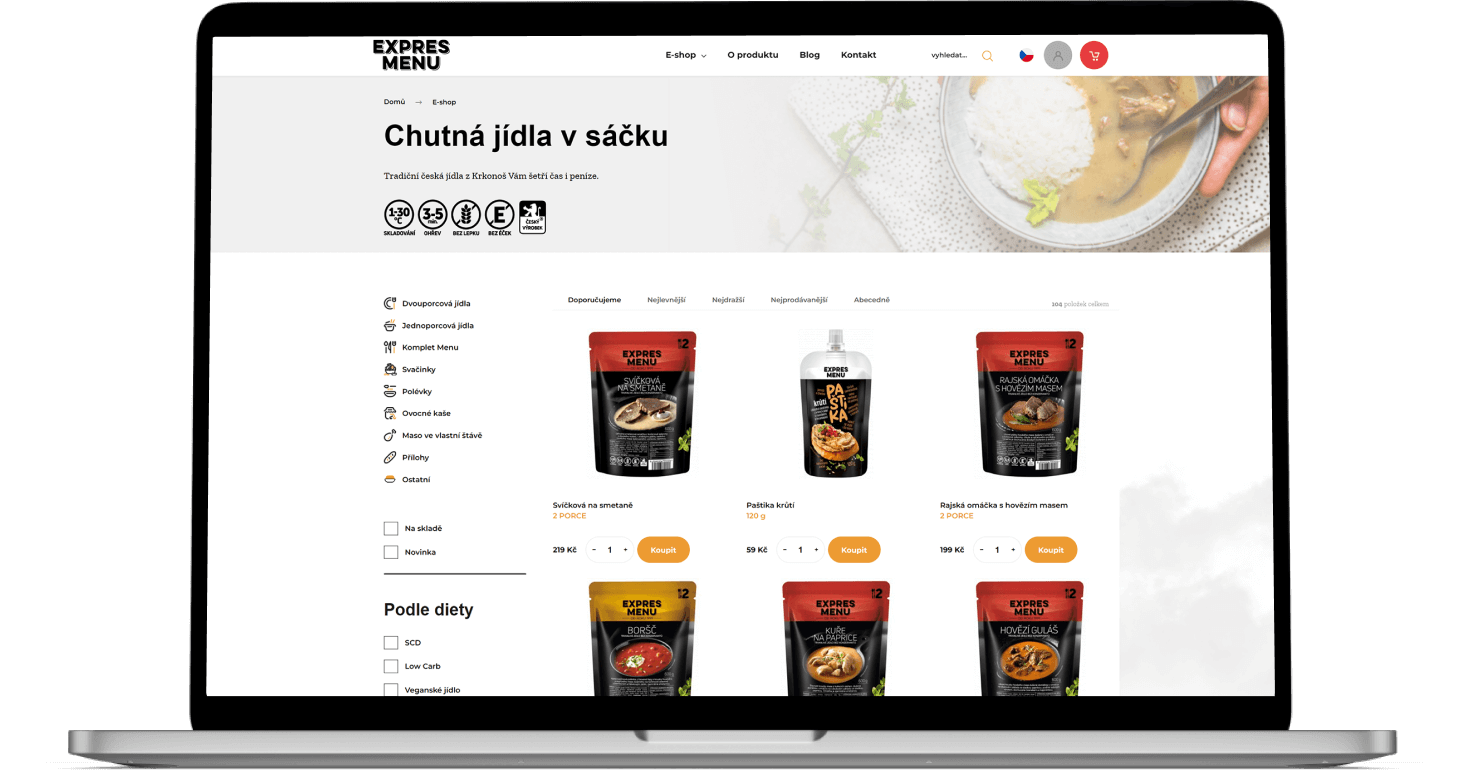 EXPRES
MENU
E-shop
O produktu
Blog
Kontakt
vyhledat...
Domů → E-shop
Chutná jídla v sáčku
Tradiční česká jídla z Krkonoš Vám šetří čas i peníze.
1-30
°C
SKLADOVÁNÍ
3-5
min.
OHŘEV
BEZ LEPKU
E
BEZ ÉČEK
ČESKÝ
VÝROBEK
Dvouporcová jídla
Jednoporcová jídla
Komplet Menu
Svačinky
Polévky
Ovocné kaše
Maso ve vlastní štávě
Přílohy
Ostatní
Na skladě
Novinka
Podle diety
SCD
Low Carb
Veganské jídlo
Doporučujeme
Nejlevnější
Nejdražší
Nejprodávanější
Abecedně
104 položek celkem
2
EXPRES
MENU
SVÍČKOVÁ
NA SMETANĚ
Svíčková na smetaně
2 PORCE
219 Kč - 1 + Koupit
EXPRES
MENU
krůtí
PAŠTIKA
Paštika krůtí
120 g
59 Kč - 1 + Koupit
2
EXPRES
MENU
RAJSKÁ OMÁČKA
S HOVĚZÍM MASEM
Rajská omáčka s hovězím masem
2 PORCE
199 Kč - 1 + Koupit
2
EXPRES
MENU
BORŠČ
2
EXPRES
MENU
KUŘE
NA PAPRICE
2
EXPRES
MENU
HOVĚZÍ GULÁŠ